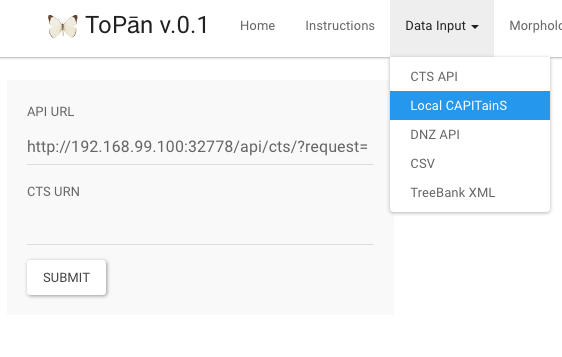 ToPān v.0.1 Home Instructions Data Input
CTS API
Local CAPITainS
DNZ API
CSV
TreeBank XML
API URL
http://192.168.99.100:32778/api/cts/?request=
CTS URN
SUBMIT